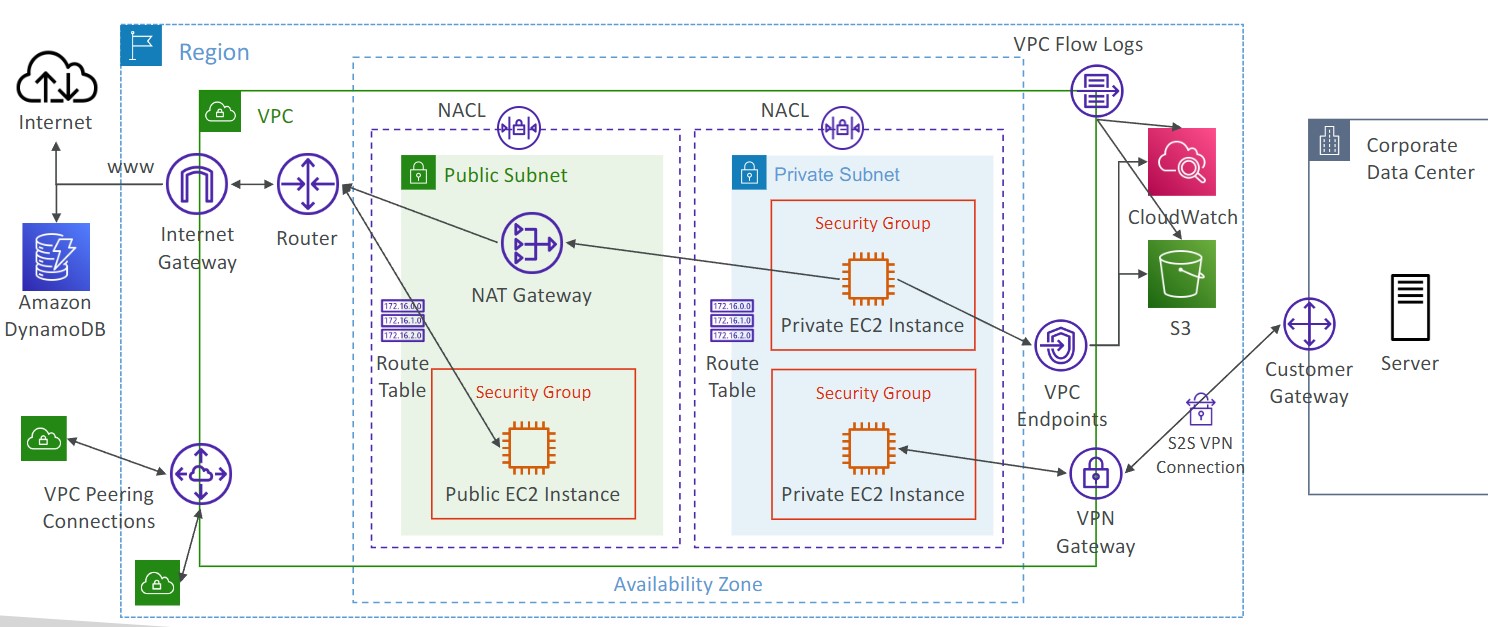 Region
VPC Flow Logs
Internet
VPC
NACL
NACL
www
Public Subnet
Private Subnet
Corporate
Data Center
Security Group
CloudWatch
Internet
Gateway
Router
NAT Gateway
Amazon
DynamoDB
172.16.0.0
172.16.1.0
172.16.2.0
Route
Table
172.16.0.0
172.16.1.0
172.16.2.0
Route
Table
Private EC2 Instance
S3
VPC
Endpoints
Customer
Gateway
Server
Security Group
Public EC2 Instance
Security Group
Private EC2 Instance
S2S VPN
Connection
VPC Peering
Connections
VPN
Gateway
Availability Zone